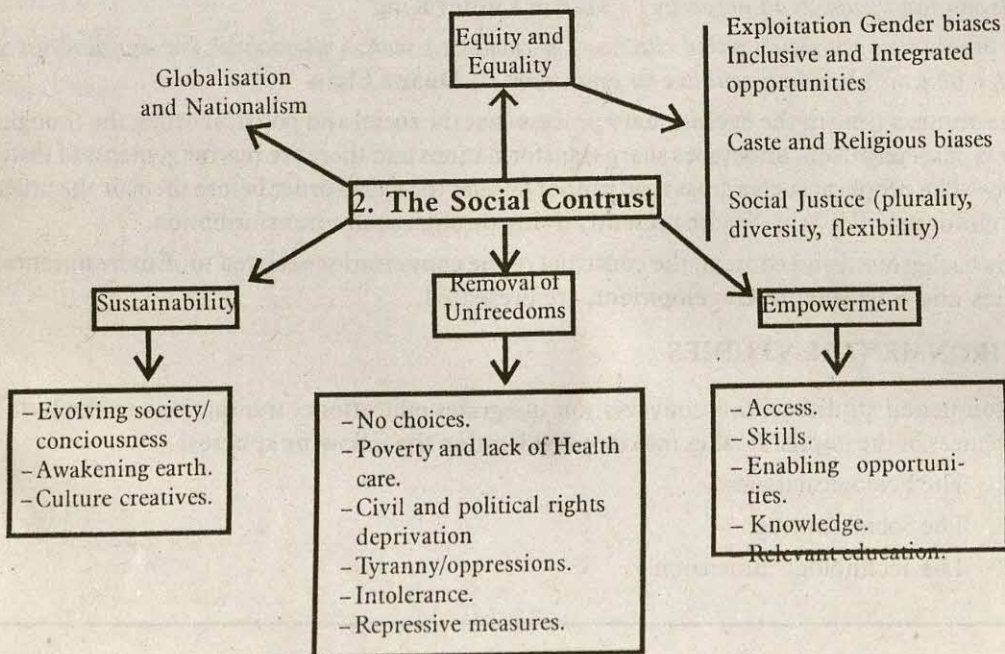 Equity and
Equality
Exploitation Gender biases
Inclusive and Integrated
opportunities
Caste and Religious biases
Social Justice (plurality,
diversity, flexibility)
Globalisation
and Nationalism
2. The Social Contrust
Sustainability
Removal of
Unfreedoms
Empowerment
– Evolving society/
conciousness
– Awakening earth.
– Culture creatives.
– No choices.
– Poverty and lack of Health
care.
– Civil and political rights
deprivation
– Tyranny/oppressions.
– Intolerance.
– Repressive measures.
– Access.
– Skills.
– Enabling opportuni-
ties.
– Knowledge.
– Relevant education.